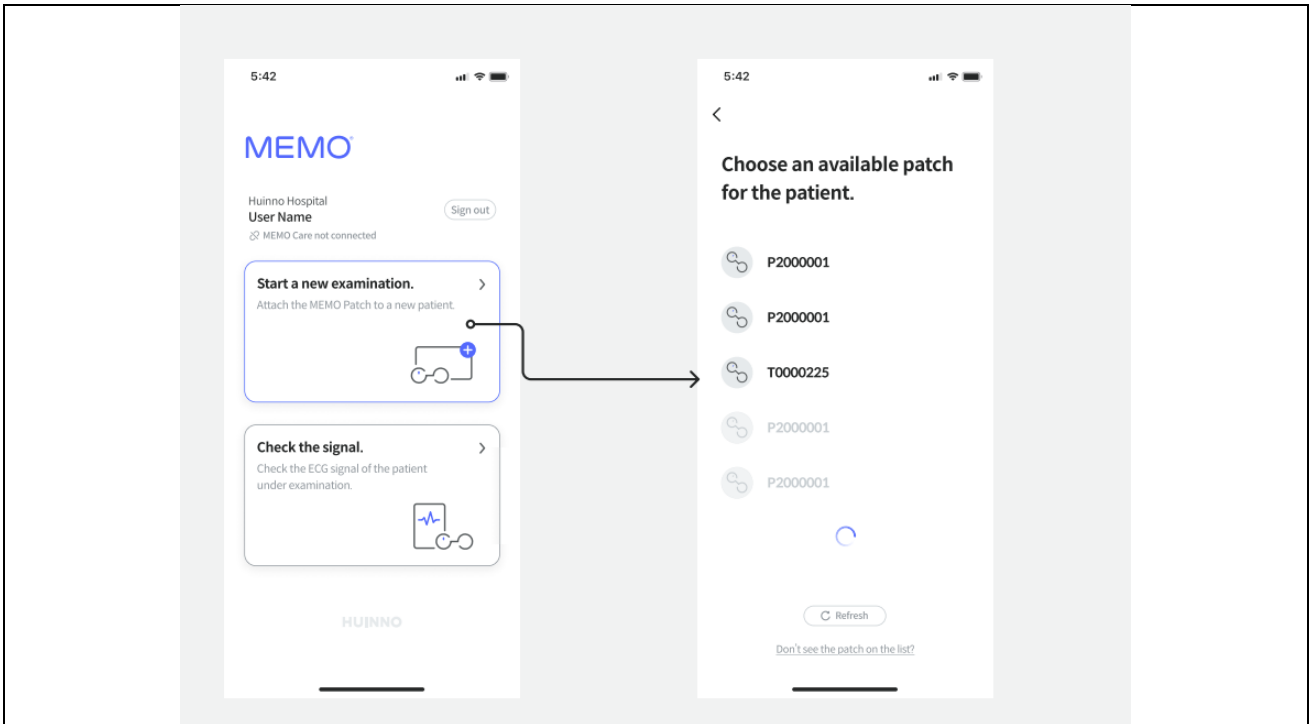 5:42
MEMO
Huinno Hospital
User Name
Sign out
MEMO Care not connected
Start a new examination.
Attach the MEMO Patch to a new patient.
Check the signal.
Check the ECG signal of the patient
under examination.
HUINNO
5:42
Choose an available patch
for the patient.
P2000001
P2000001
T0000225
P2000001
P2000001
Refresh
Don't see the patch on the list?